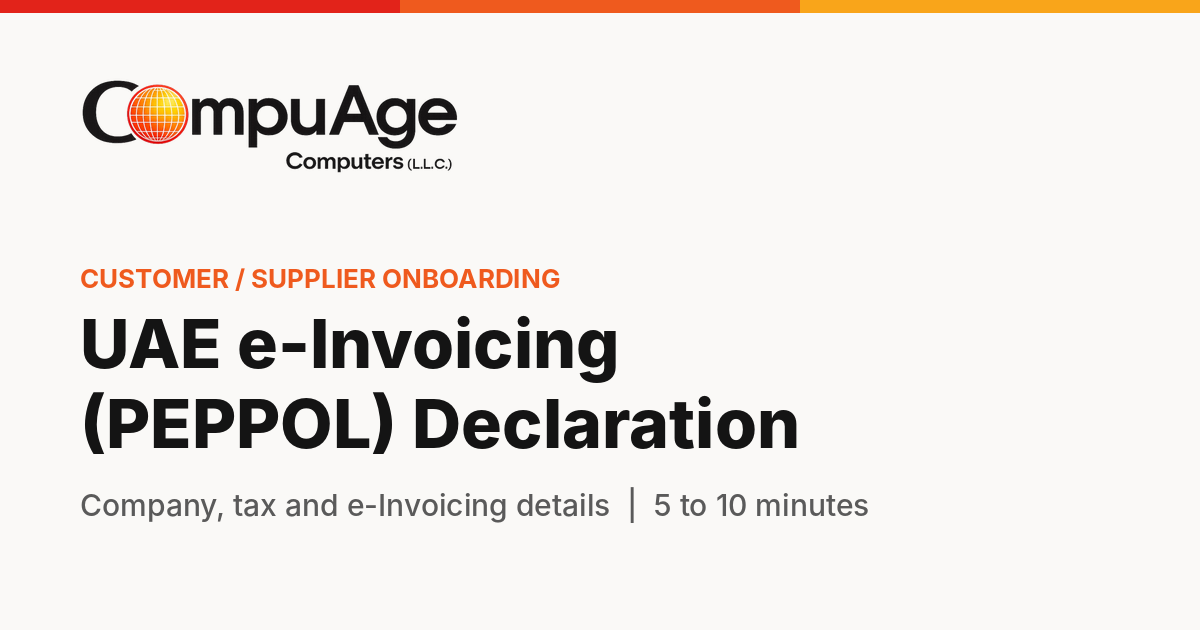 CompuAge
Computers (L.L.C.)
CUSTOMER / SUPPLIER ONBOARDING
UAE e-Invoicing
(PEPPOL) Declaration
Company, tax and e-Invoicing details | 5 to 10 minutes